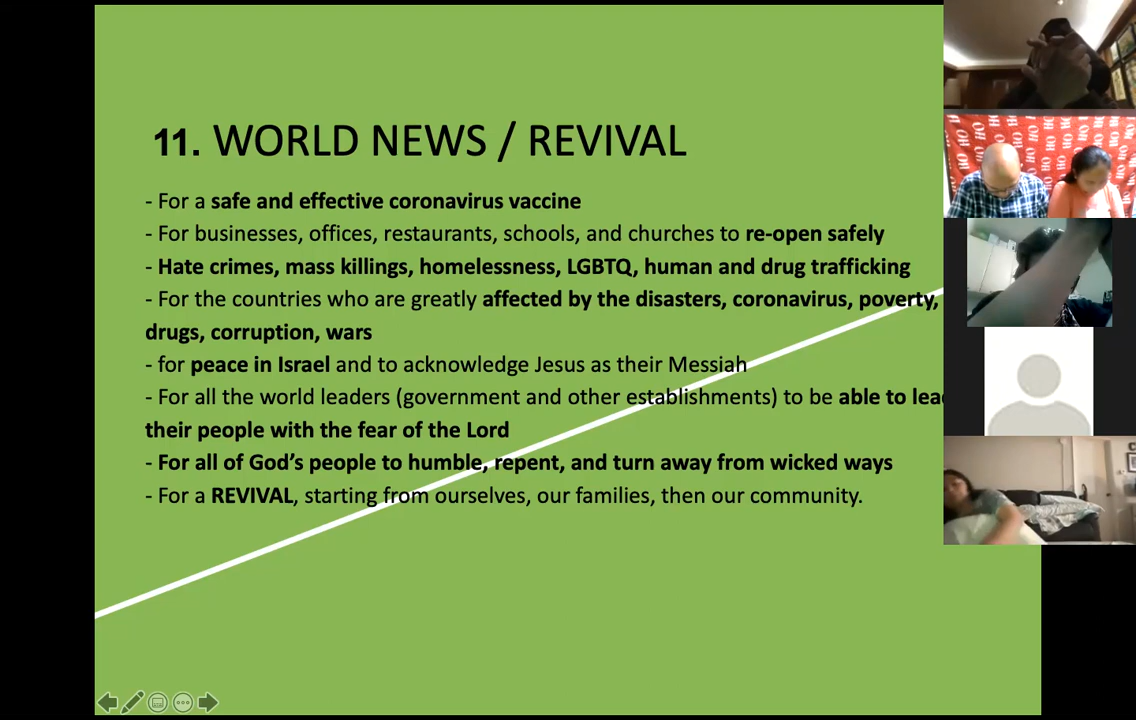 11. WORLD NEWS / REVIVAL
- For a safe and effective coronavirus vaccine
- For businesses, offices, restaurants, schools, and churches to re-open safely
- Hate crimes, mass killings, homelessness, LGBTQ, human and drug trafficking
- For the countries who are greatly affected by the disasters, coronavirus, poverty,
drugs, corruption, wars
- for peace in Israel and to acknowledge Jesus as their Messiah
- For all the world leaders (government and other establishments) to be able to
their people with the fear of the Lord
- For all of God’s people to humble, repent, and turn away from wicked ways
- For a REVIVAL, starting from ourselves, our families, then our community.
HO HO HO